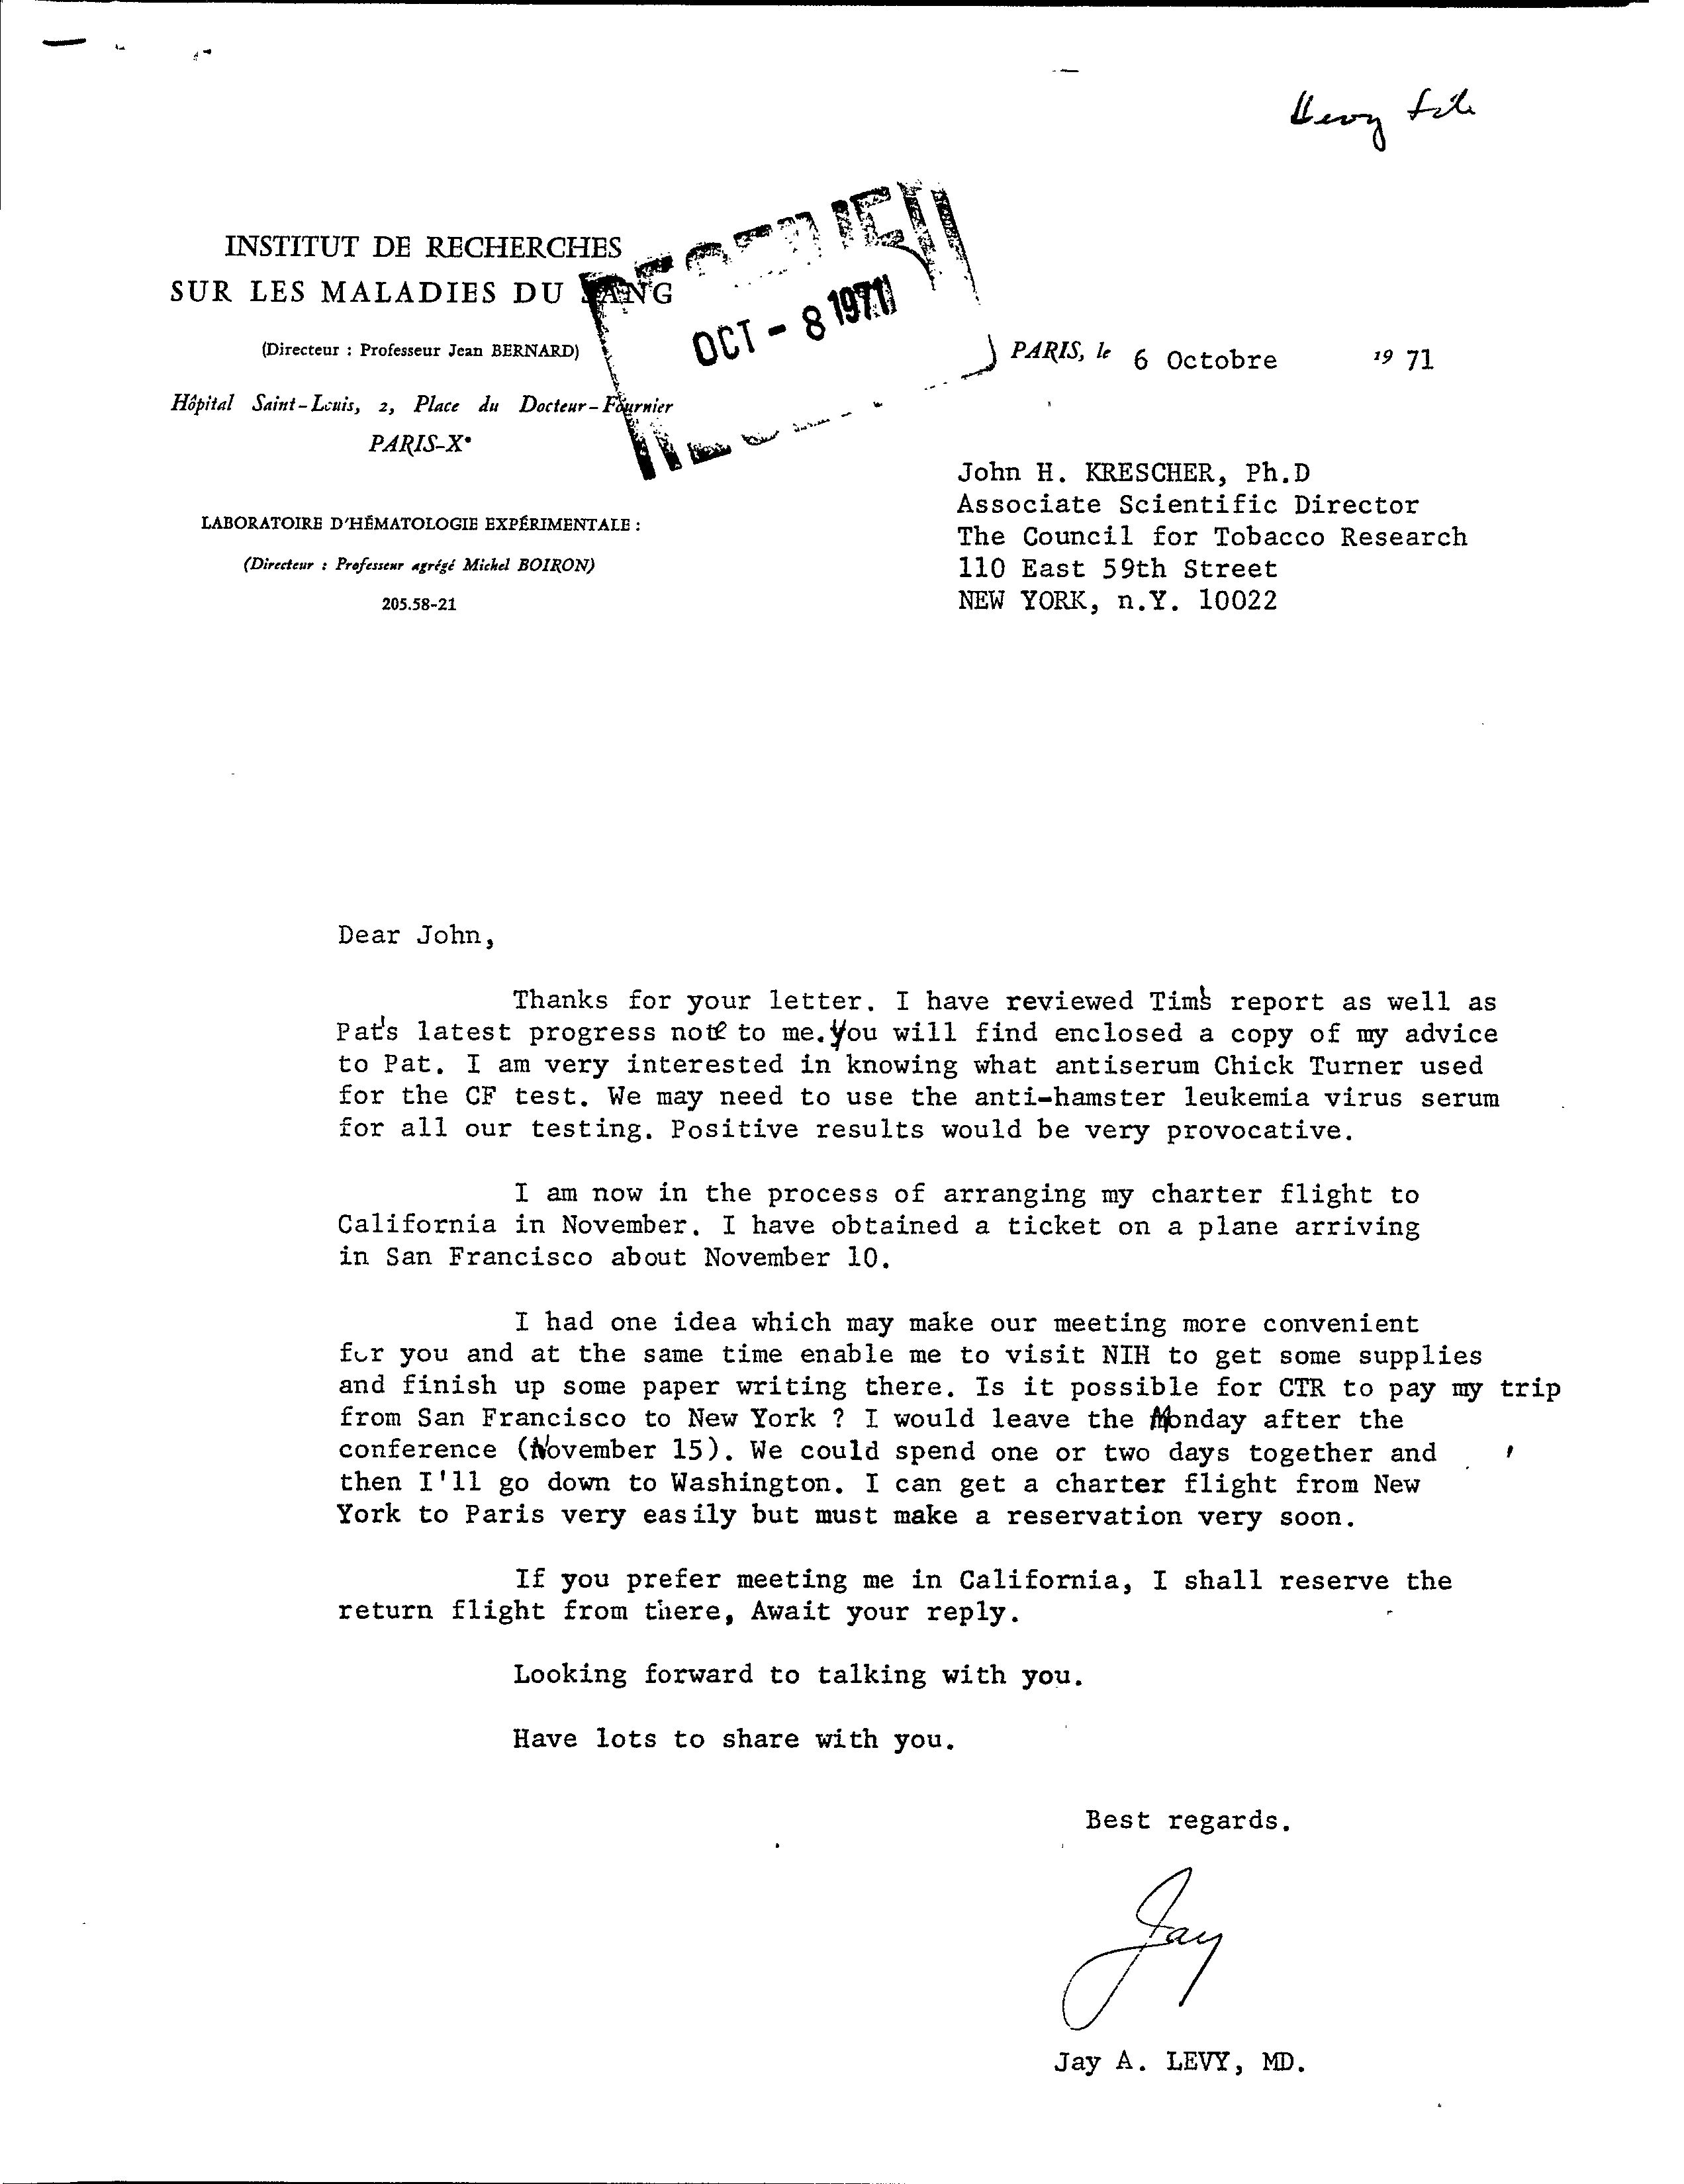 INSTITUT DE RECHERCHES
SUR LES MALADIES DU SANG
(Directeur : Professeur Jean BERNARD)
Hôpital Saint-Louis, 2, Place du Docteur-Fournier
PARIS-Xe
LABORATOIRE D'HÉMATOLOGIE EXPÉRIMENTALE :
(Directeur : Professeur agrégé Michel BOIRON)
205.58-21
RECEIVED
OCT - 8 1971
PARIS, le 6 Octobre 19 71
John H. KRESCHER, Ph.D
Associate Scientific Director
The Council for Tobacco Research
110 East 59th Street
NEW YORK, n.Y. 10022
Dear John,
Thanks for your letter. I have reviewed Tim's report as well as
Pat's latest progress note to me. You will find enclosed a copy of my advice
to Pat. I am very interested in knowing what antiserum Chick Turner used
for the CF test. We may need to use the anti-hamster leukemia virus serum
for all our testing. Positive results would be very provocative.
I am now in the process of arranging my charter flight to
California in November. I have obtained a ticket on a plane arriving
in San Francisco about November 10.
I had one idea which may make our meeting more convenient
for you and at the same time enable me to visit NIH to get some supplies
and finish up some paper writing there. Is it possible for CTR to pay my trip
from San Francisco to New York ? I would leave the Monday after the
conference (November 15). We could spend one or two days together and
then I'll go down to Washington. I can get a charter flight from New
York to Paris very easily but must make a reservation very soon.
If you prefer meeting me in California, I shall reserve the
return flight from there, Await your reply.
Looking forward to talking with you.
Have lots to share with you.
Best regards.
Jay
Jay A. LEVY, MD.